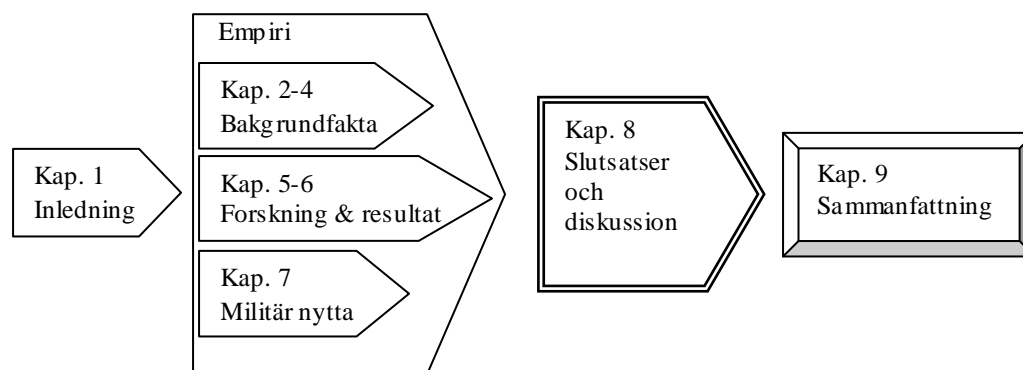 Kap. 1
Inledning
Empiri
Kap. 2-4
Bakgrundfakta
Kap. 5-6
Forskning & resultat
Kap. 7
Militär nytta
Kap. 8
Slutsatser
och
diskussion
Kap. 9
Sammanfattning